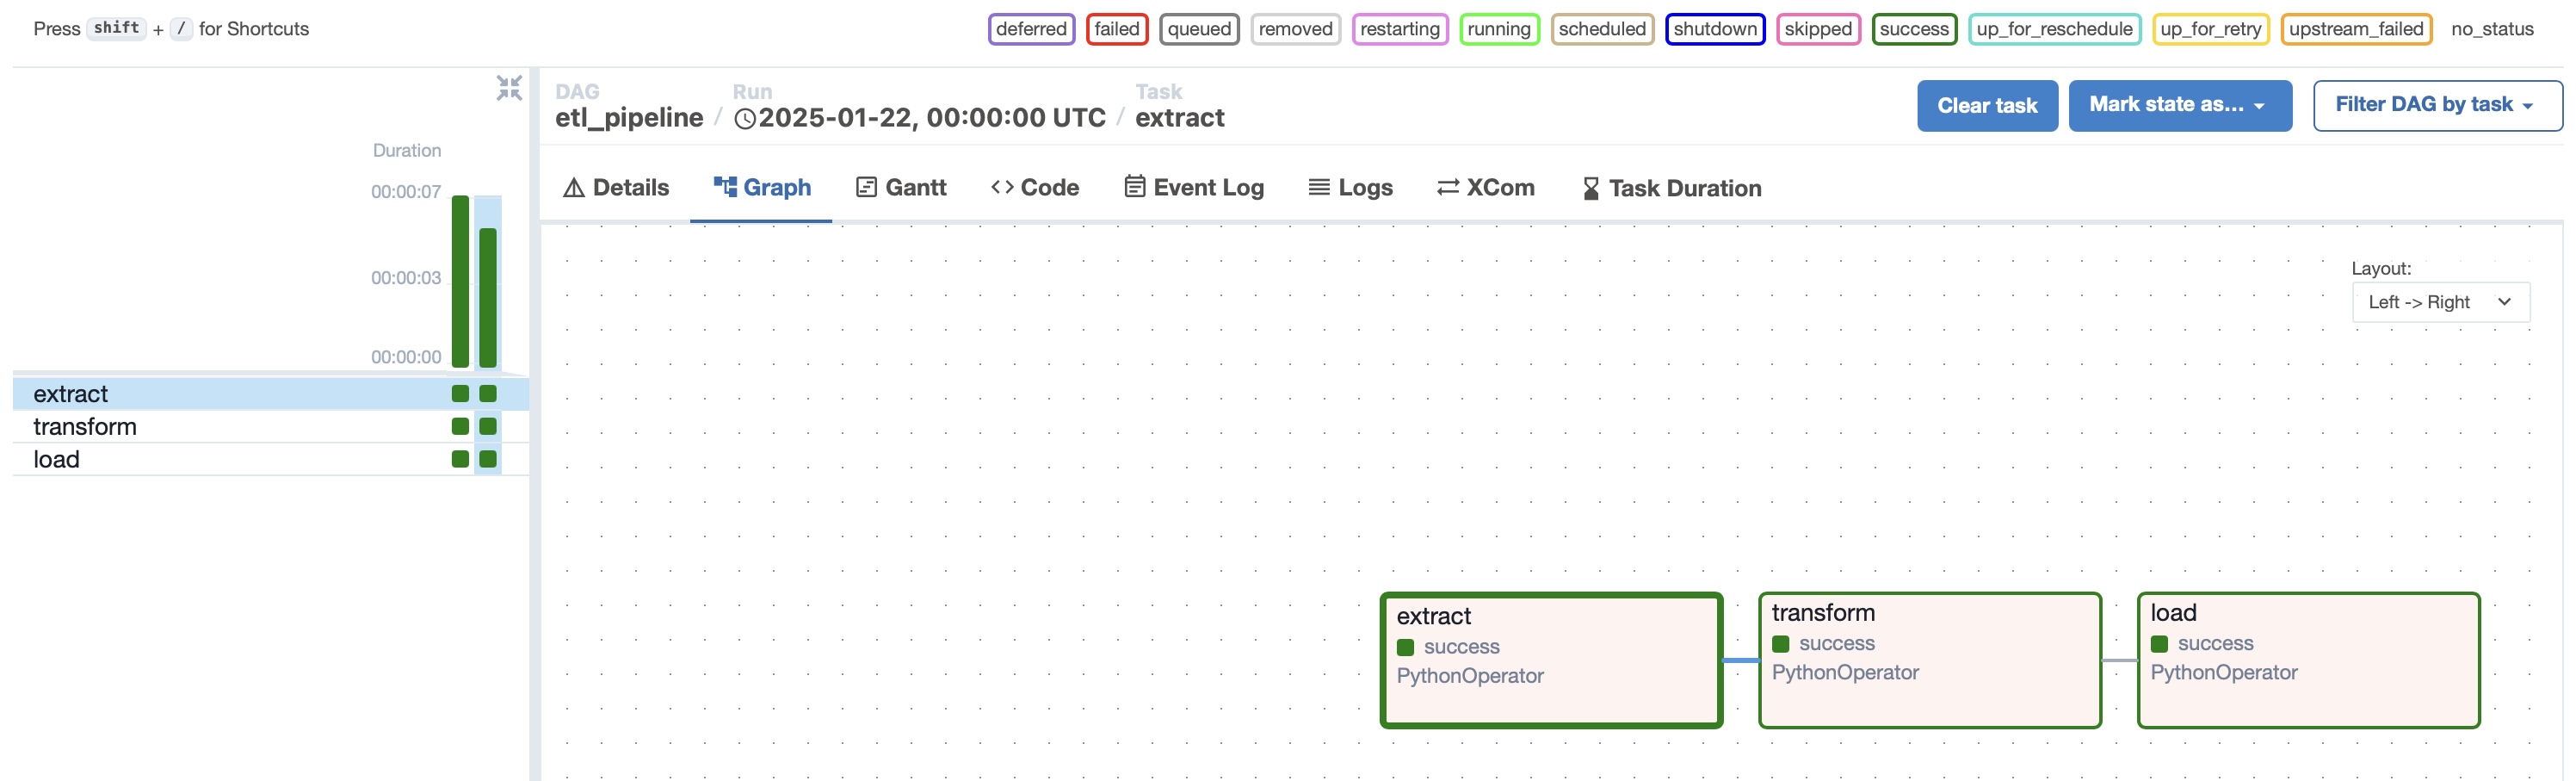 Press shift + / for Shortcuts
deferred failed queued removed restarting running scheduled shutdown skipped success up_for_reschedule up_for_retry upstream_failed no_status
DAG
etl_pipeline
/
Run
2025-01-22, 00:00:00 UTC
/
Task
extract
Clear task
Mark state as...
Filter DAG by task
Details
Graph
Gantt
<> Code
Event Log
Logs
XCom
Task Duration
Duration
00:00:07
00:00:03
00:00:00
extract
transform
load
Layout:
Left -> Right
extract
success
PythonOperator
transform
success
PythonOperator
load
success
PythonOperator